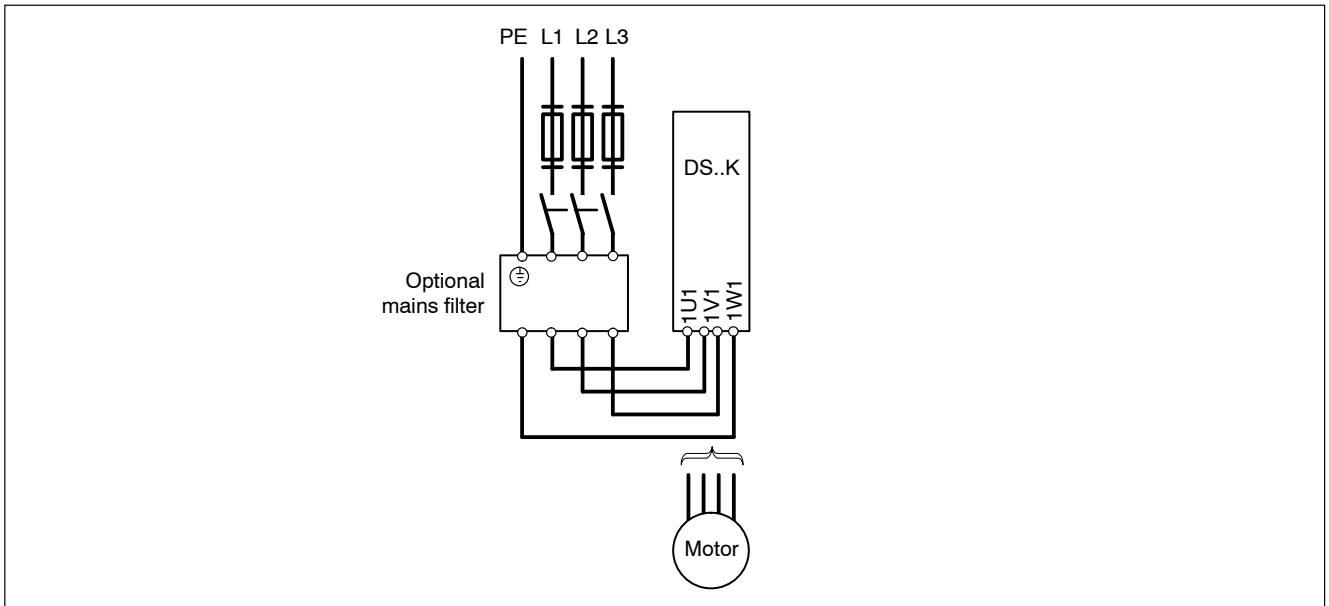 PE L1 L2 L3
DS..K
Optional
mains filter
1U1
1V1
1W1
Motor